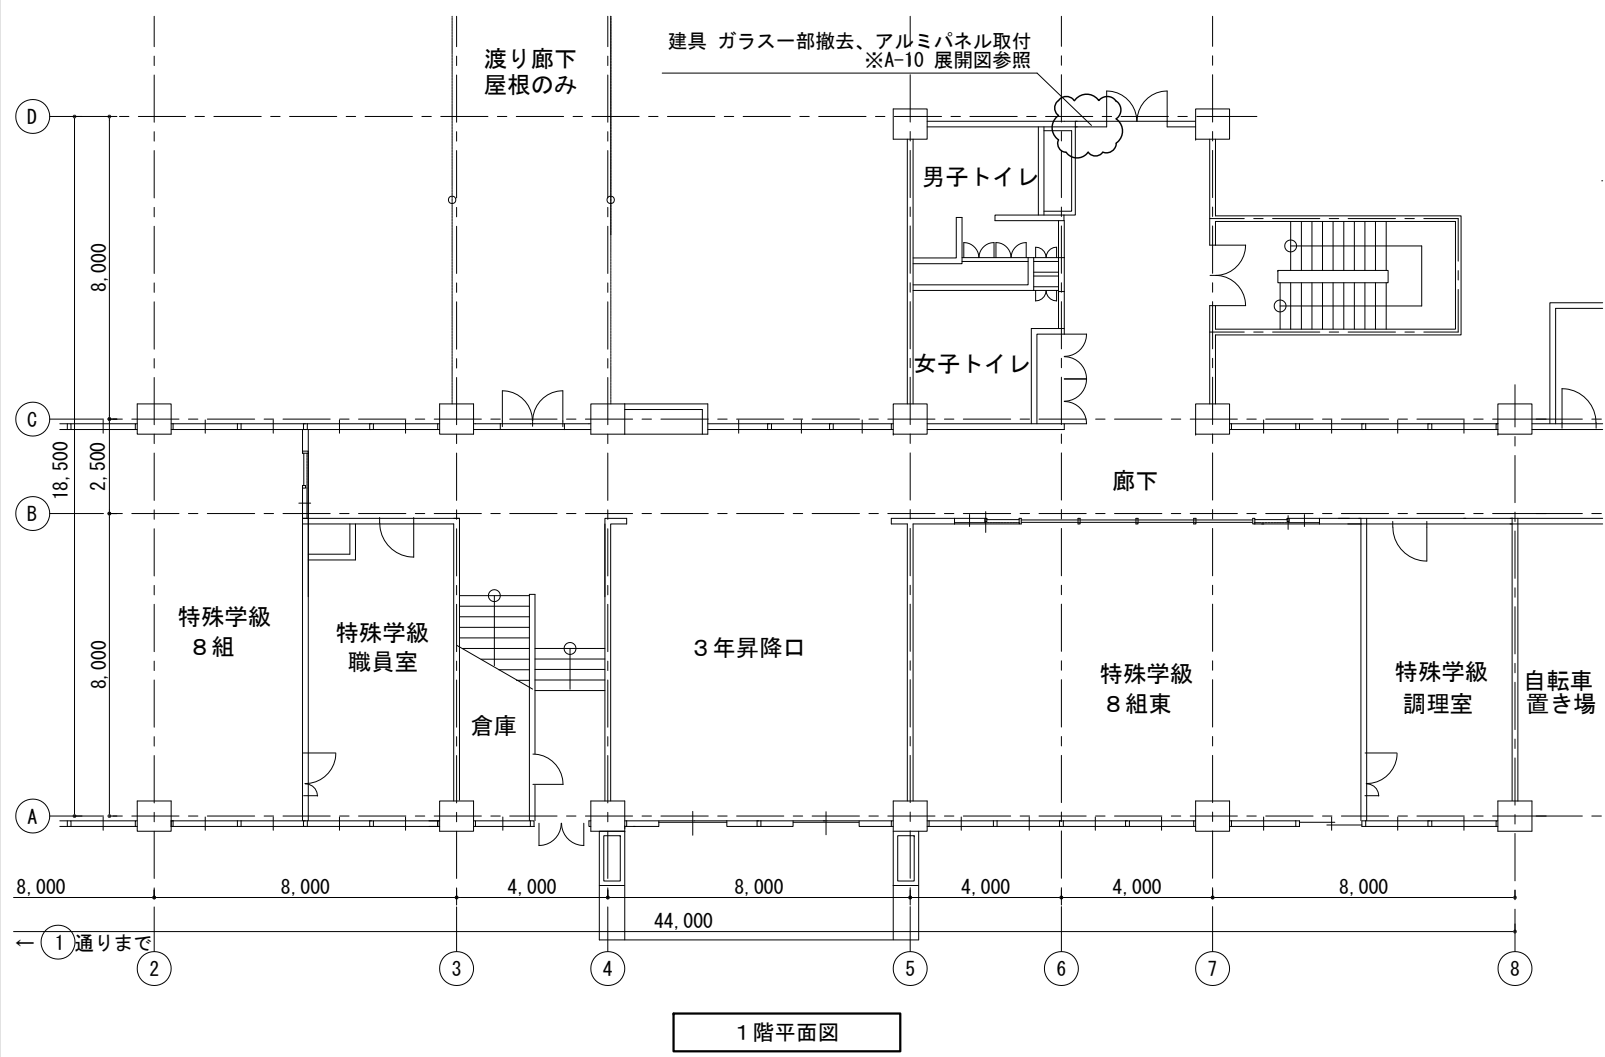 建具 ガラス一部撤去、アルミパネル取付
※A-10 展開図参照
渡り廊下
屋根のみ
D
男子トイレ
8,000
女子トイレ
C
18,500
2,500
廊下
B
特殊学級
８組
特殊学級
職員室
３年昇降口
特殊学級
８組東
特殊学級
調理室
自転車
置き場
8,000
倉庫
A
8,000
8,000
4,000
8,000
4,000
4,000
8,000
44,000
← 1 通りまで
2
3
4
5
6
7
8
１階平面図